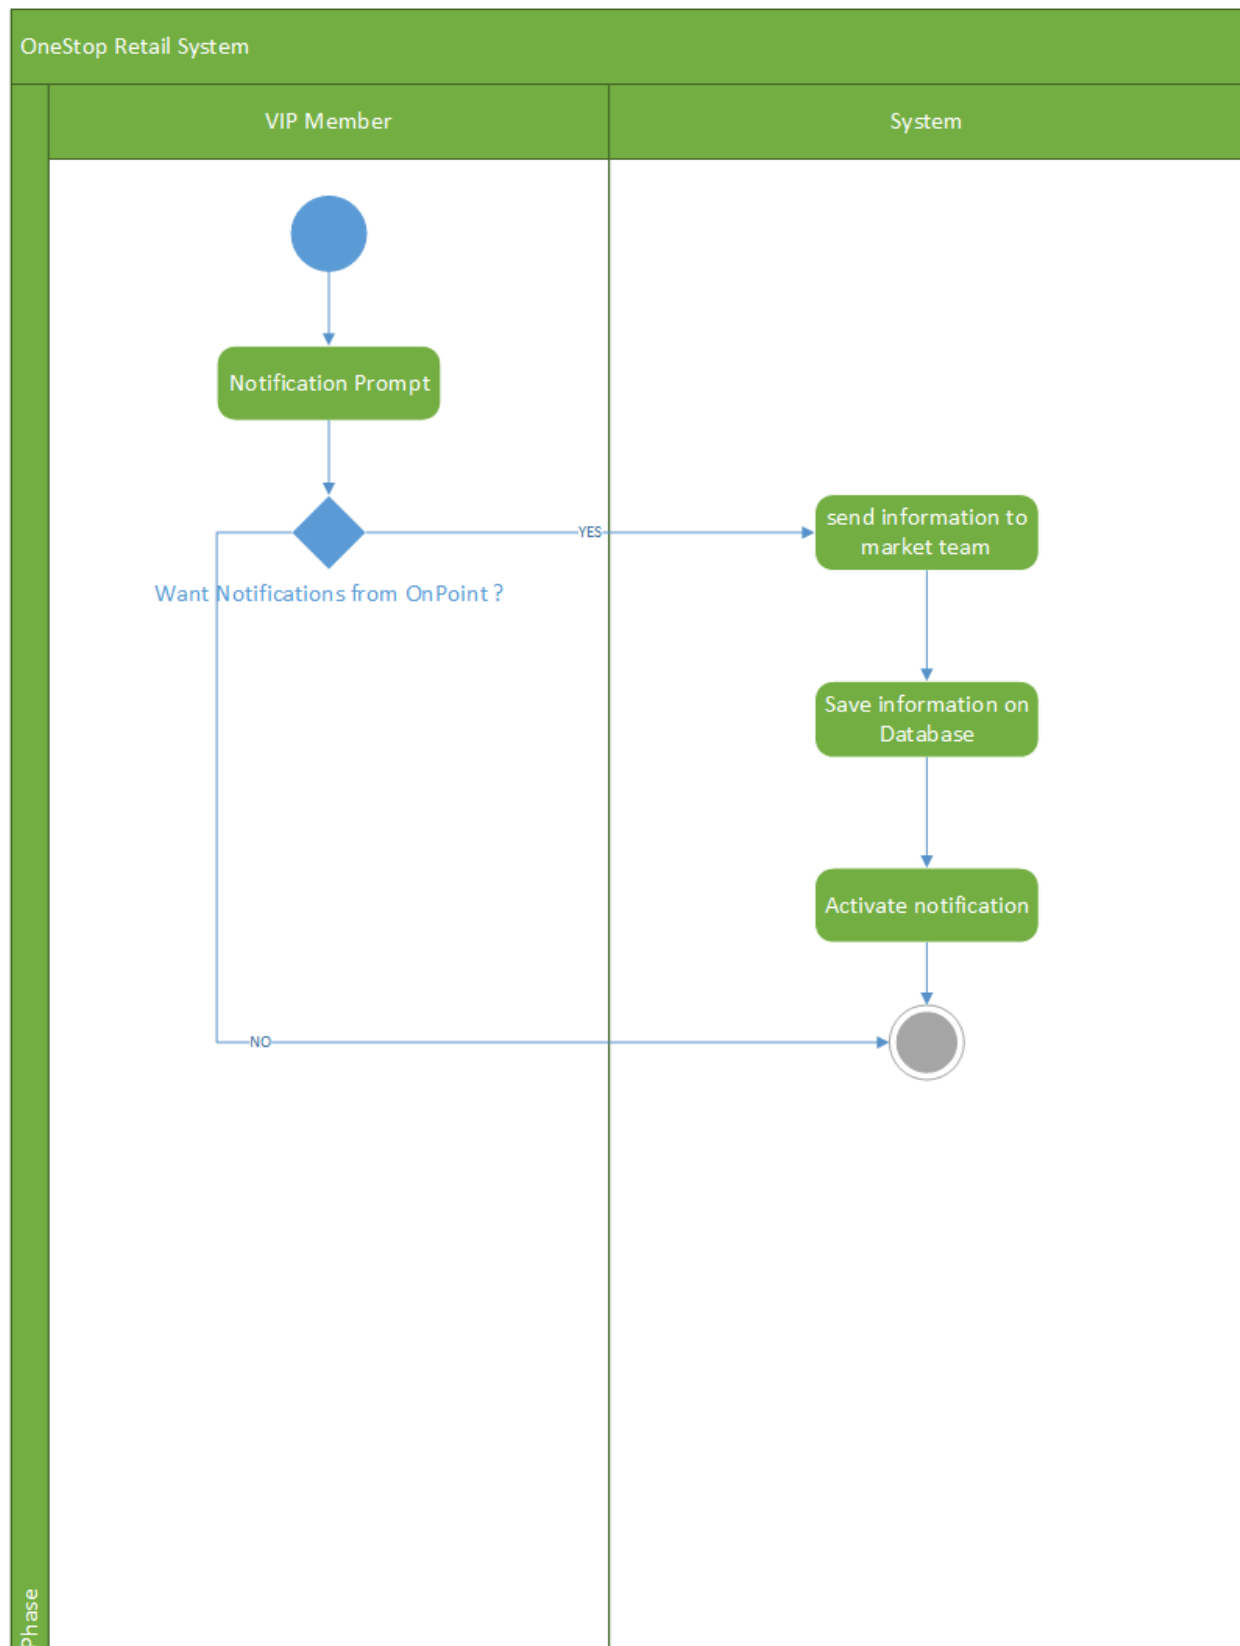 OneStop Retail System
VIP Member
System
Notification Prompt
YES
send information to
market team
Want Notifications from OnPoint ?
Save information on
Database
Activate notification
NO
Phase